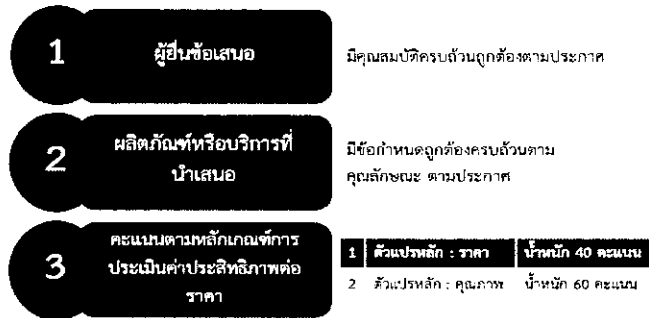 1
ผู้ยื่นข้อเสนอ
มีคุณสมบัติครบถ้วนถูกต้องตามประกาศ
2
ผลิตภัณฑ์หรือบริการที่
นำเสนอ
มีข้อกำหนดถูกต้องครบถ้วนตาม
คุณลักษณะ ตามประกาศ
3
คะแนนตามหลักเกณฑ์การ
ประเมินค่าประสิทธิภาพต่อ
ราคา
1 ตัวแปรหลัก : ราคา น้ำหนัก 40 คะแนน
2 ตัวแปรหลัก : คุณภาพ น้ำหนัก 60 คะแนน